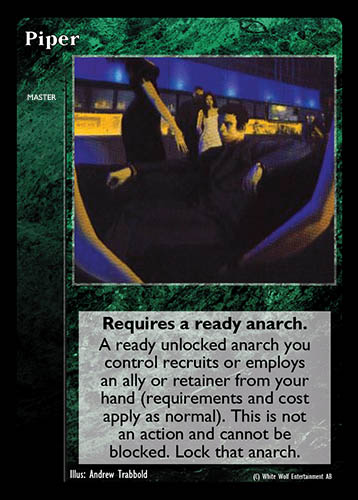 Piper
MASTER
Requires a ready anarch.
A ready unlocked anarch you
control recruits or employs
an ally or retainer from your
hand (requirements and cost
apply as normal). This is not
an action and cannot be
blocked. Lock that anarch.
Illus: Andrew Trabbold
(C) White Wolf Entertainment AB